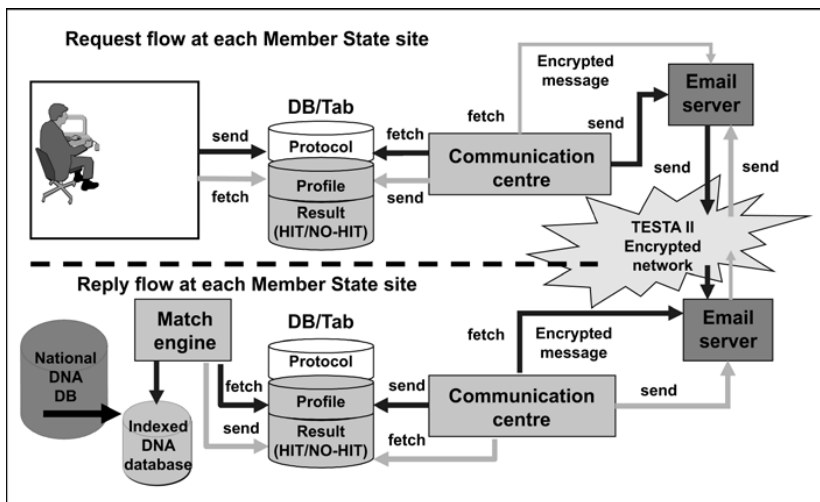 Request flow at each Member State site
Encrypted
message
Email
server
DB/Tab
send
fetch
fetch
send
Protocol
Communication
centre
Profile
fetch
send
send
send
Result
(HIT/NO-HIT)
TESTA II
Encrypted
network
Reply flow at each Member State site
Match
engine
DB/Tab
fetch
Encrypted
message
Email
server
National
DNA
DB
Protocol
fetch
Profile
send
Communication
centre
send
send
Result
(HIT/NO-HIT)
fetch
Indexed
DNA
database